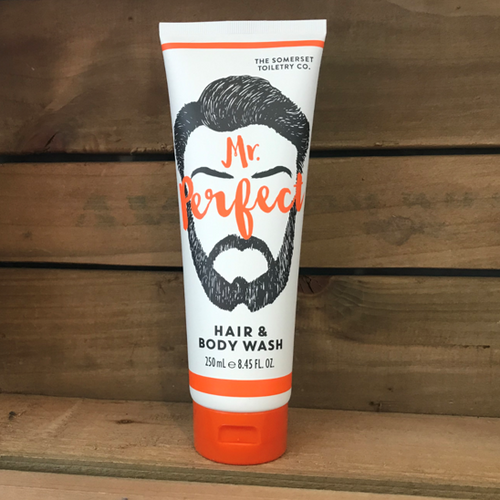 THE SOMERSET
TOILETRY CO.
Mr.
Perfect
HAIR &
BODY WASH
250 mL ℮ 8.45 FL. OZ.